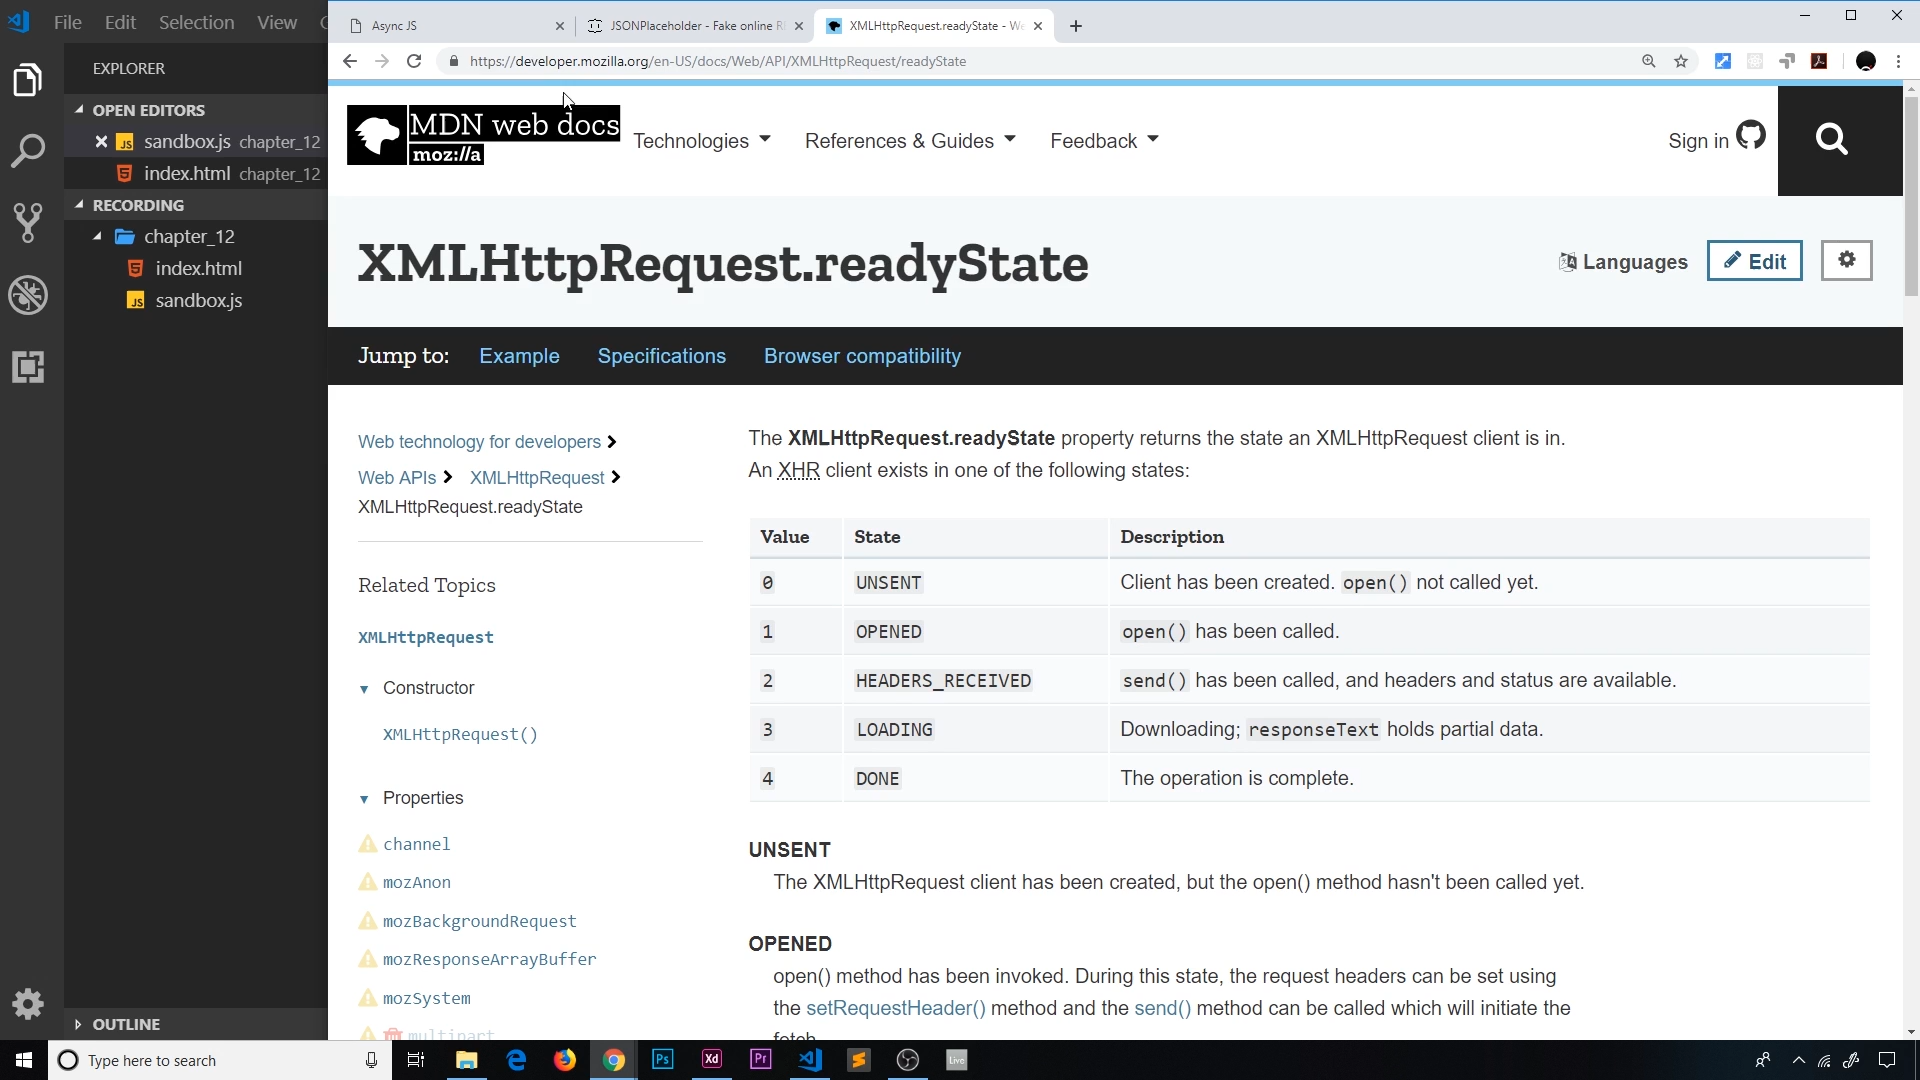 File Edit Selection View
EXPLORER
OPEN EDITORS
sandbox.js chapter_12
index.html chapter_12
RECORDING
chapter_12
index.html
sandbox.js
OUTLINE
Async JS
JSONPlaceholder - Fake online R
XMLHttpRequest.readyState - We
https://developer.mozilla.org/en-US/docs/Web/API/XMLHttpRequest/readyState
MDN web docs
moz://a
Technologies
References & Guides
Feedback
Sign in
XMLHttpRequest.readyState
Languages
Edit
Jump to: Example Specifications Browser compatibility
Web technology for developers
Web APIs XMLHttpRequest
XMLHttpRequest.readyState
Related Topics
XMLHttpRequest
Constructor
XMLHttpRequest()
Properties
channel
mozAnon
mozBackgroundRequest
mozResponseArrayBuffer
mozSystem
multipart
The XMLHttpRequest.readyState property returns the state an XMLHttpRequest client is in.
An XHR client exists in one of the following states:
Value State Description
0 UNSENT Client has been created. open() not called yet.
1 OPENED open() has been called.
2 HEADERS_RECEIVED send() has been called, and headers and status are available.
3 LOADING Downloading; responseText holds partial data.
4 DONE The operation is complete.
UNSENT
The XMLHttpRequest client has been created, but the open() method hasn't been called yet.
OPENED
open() method has been invoked. During this state, the request headers can be set using
the setRequestHeader() method and the send() method can be called which will initiate the
fetch.
Type here to search
Ps
Xd
Pr
Live